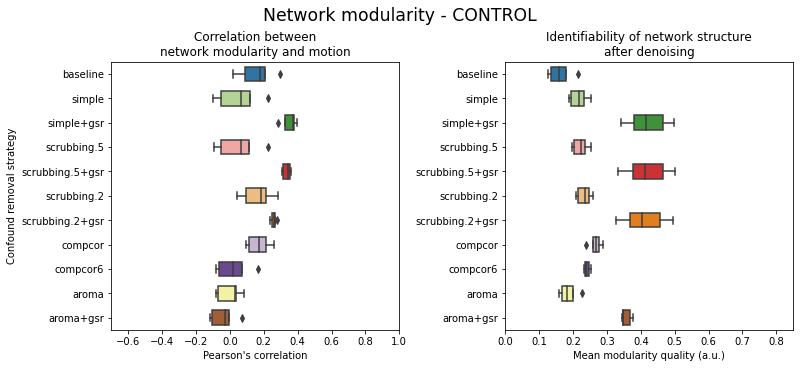 Network modularity - CONTROL
Correlation between
network modularity and motion
Confound removal strategy
baseline
simple
simple+gsr
scrubbing.5
scrubbing.5+gsr
scrubbing.2
scrubbing.2+gsr
compcor
compcor6
aroma
aroma+gsr
−0.6 −0.4 −0.2 0.0 0.2 0.4 0.6 0.8 1.0
Pearson's correlation
Identifiability of network structure
after denoising
baseline
simple
simple+gsr
scrubbing.5
scrubbing.5+gsr
scrubbing.2
scrubbing.2+gsr
compcor
compcor6
aroma
aroma+gsr
0.0 0.1 0.2 0.3 0.4 0.5 0.6 0.7 0.8
Mean modularity quality (a.u.)